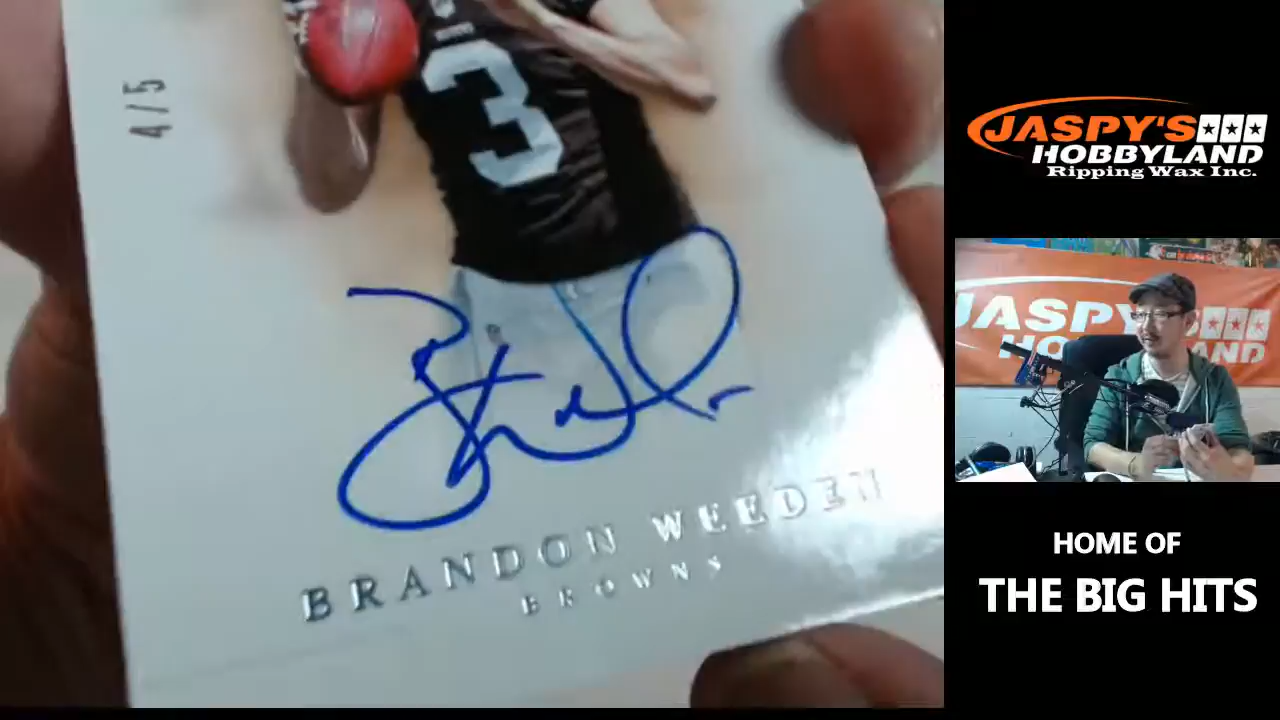 4/5
3
BRANDON WEEDEN
BROWNS
JASPY'S
HOBBYLAND
Ripping Wax Inc.
JASPY'S
HOBBYLAND
HOME OF
THE BIG HITS